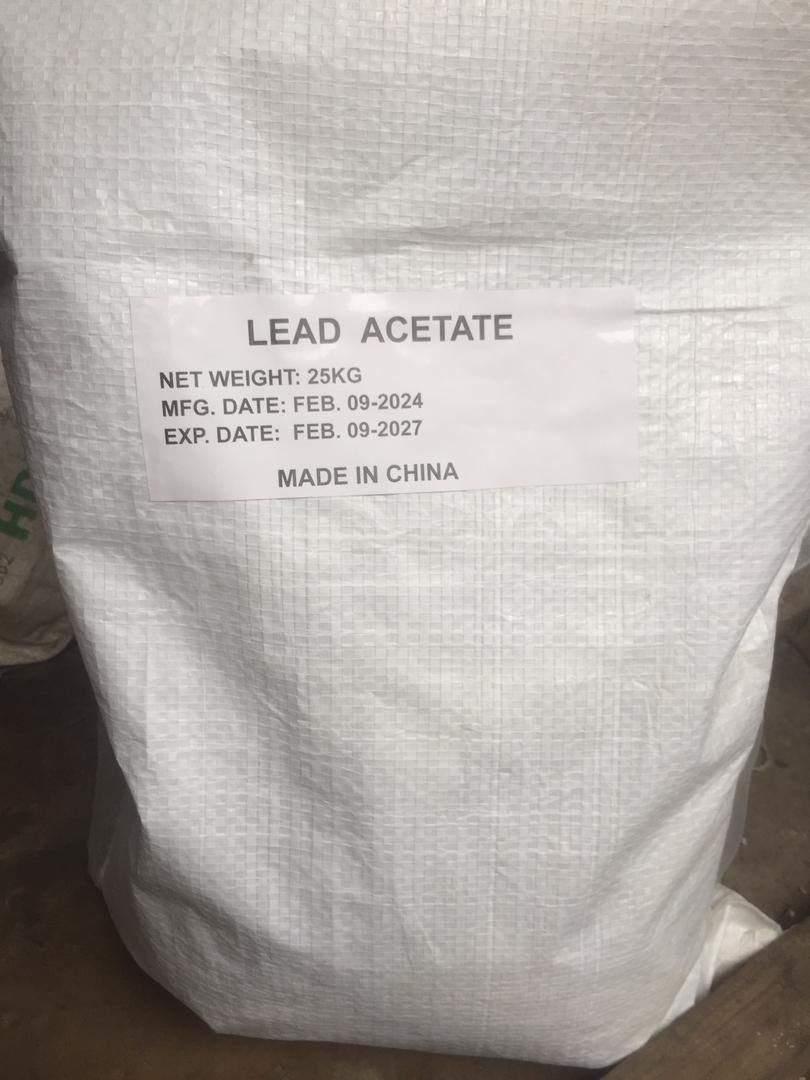 LEAD ACETATE
NET WEIGHT: 25KG
MFG. DATE: FEB. 09-2024
EXP. DATE: FEB. 09-2027
MADE IN CHINA